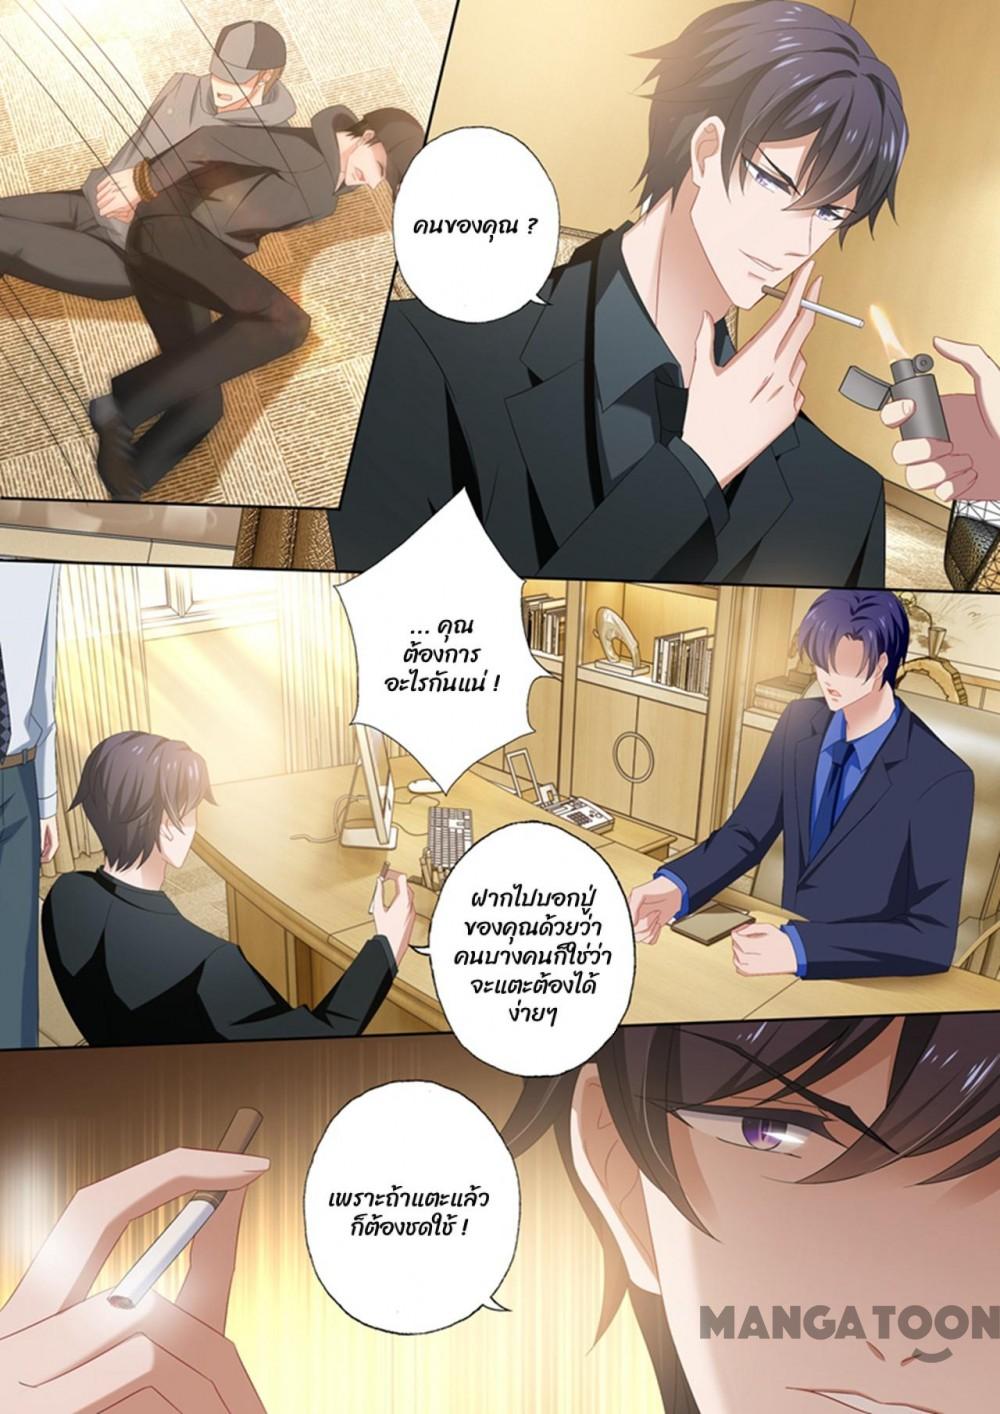 คนของคุณ ?
... คุณ
ต้องการ
อะไรกันแน่ !
ฝากไปบอกปู่
ของคุณด้วยว่า
คนบางคนก็ใช่ว่า
จะแตะต้องได้
ง่ายๆ
เพราะถ้าแตะแล้ว
ก็ต้องชดใช้ !
MANGATOON